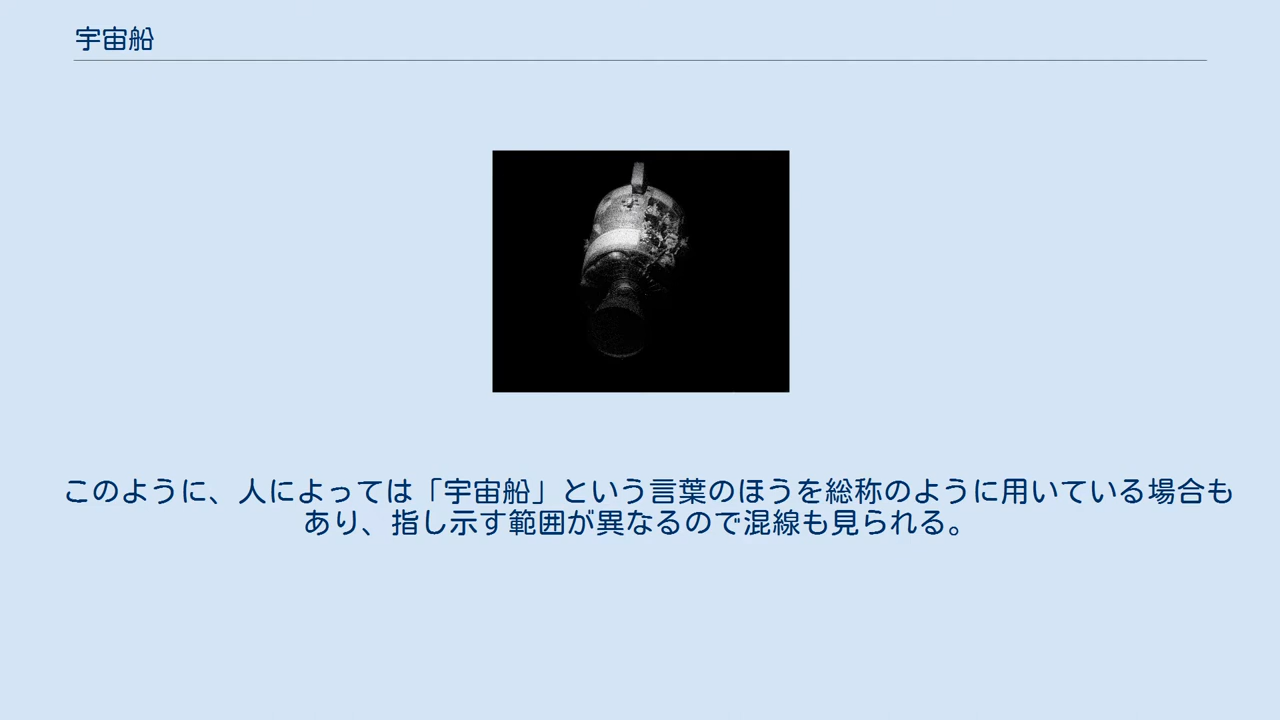 宇宙船
このように、人によっては「宇宙船」という言葉のほうを総称のように用いている場合も
あり、指し示す範囲が異なるので混線も見られる。